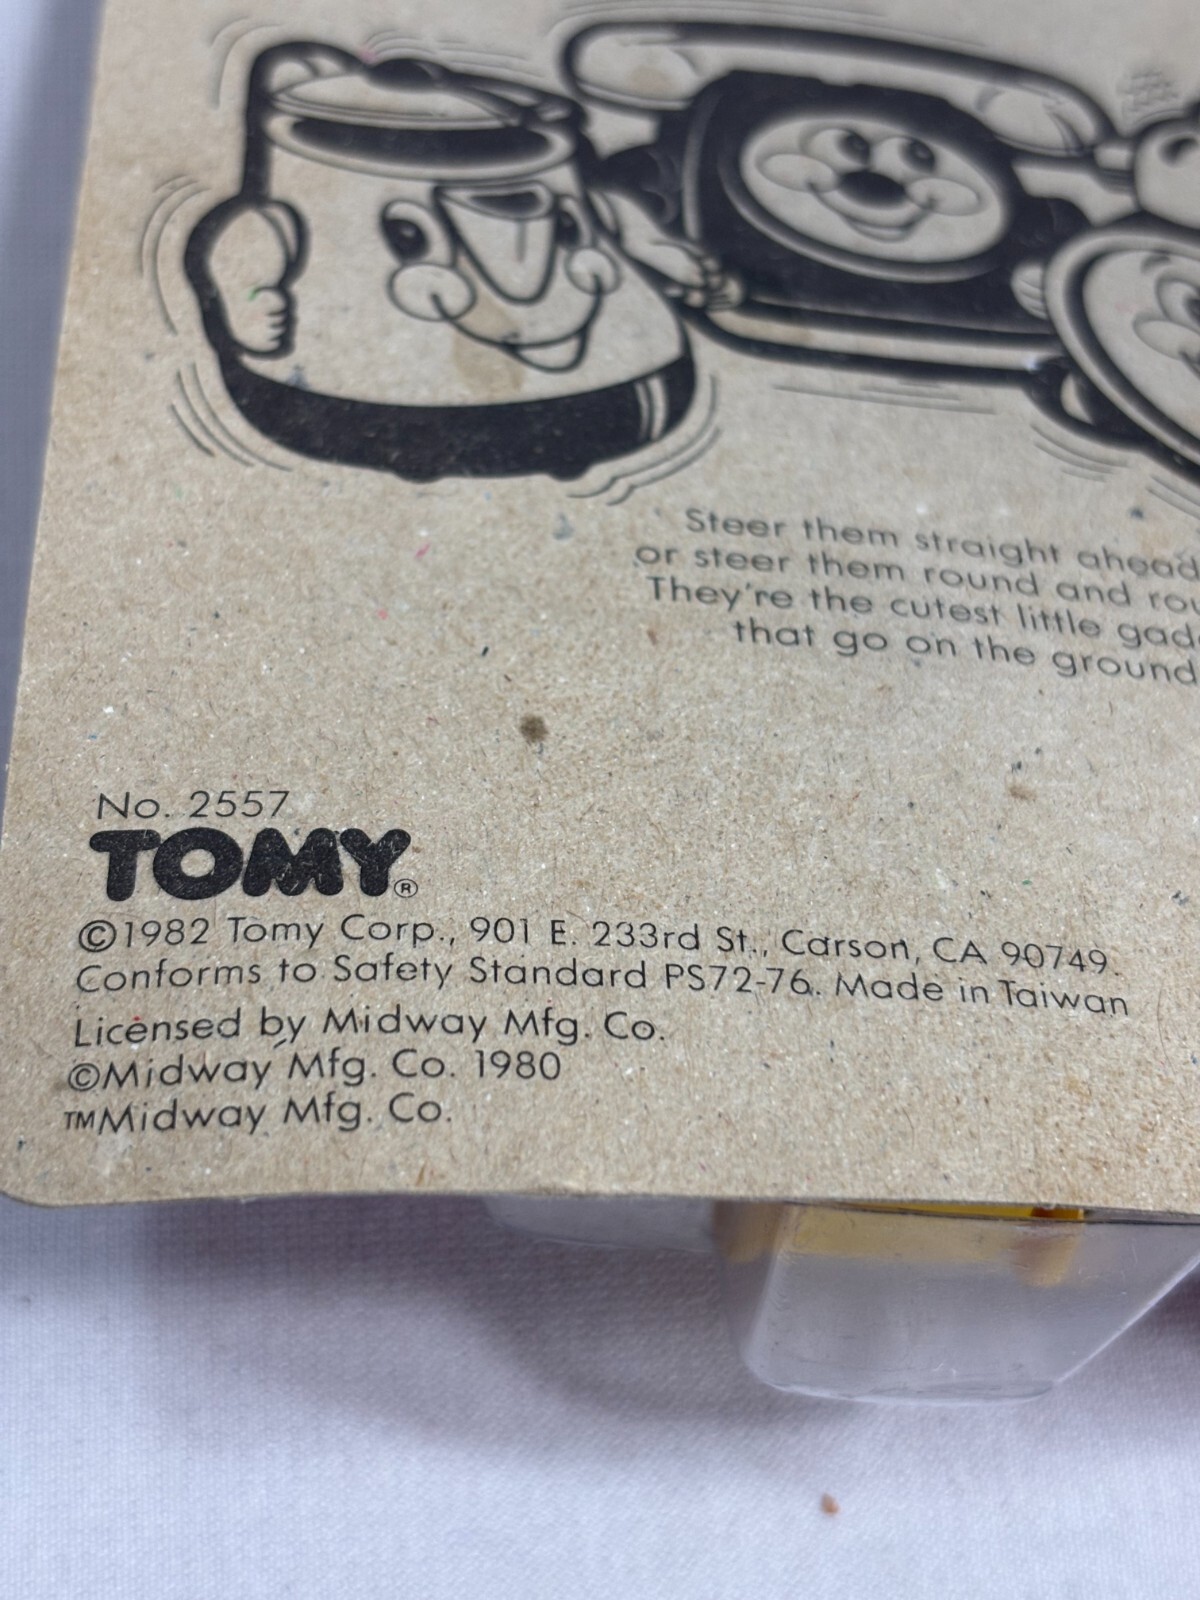 Steer them straight ahead
or steer them round and
They're the cutest little
that go on the ground
No. 2557
TOMY®
©1982 Tomy Corp., 901 E. 233rd St., Carson, CA 90749.
Conforms to Safety Standard PS72-76. Made in Taiwan
Licensed by Midway Mfg. Co.
©Midway Mfg. Co. 1980
TMMidway Mfg. Co.